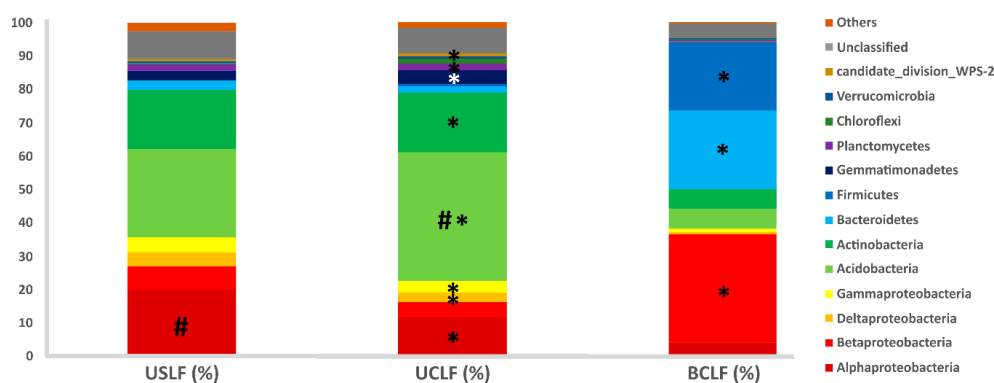 100
90
80
70
60
50
40
30
20
10
0
#
USLF (%)
*
*
*
*
# *
*
*
*
UCLF (%)
*
*
*
BCLF (%)
Others
Unclassified
candidate_division_WPS-2
Verrucomicrobia
Chloroflexi
Planctomycetes
Gemmatimonadetes
Firmicutes
Bacteroidetes
Actinobacteria
Acidobacteria
Gammaproteobacteria
Deltaproteobacteria
Betaproteobacteria
Alphaproteobacteria